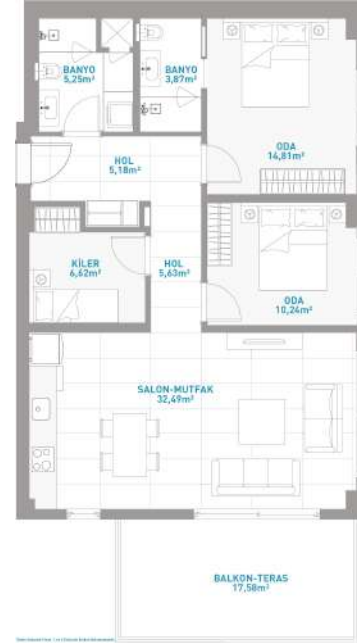 BANYO
5,25m²
BANYO
3,87m²
ODA
14,81m²
HOL
5,18m²
KİLER
6,62m²
HOL
5,63m²
ODA
10,24m²
SALON-MUTFAK
32,49m²
BALKON-TERAS
17,58m²